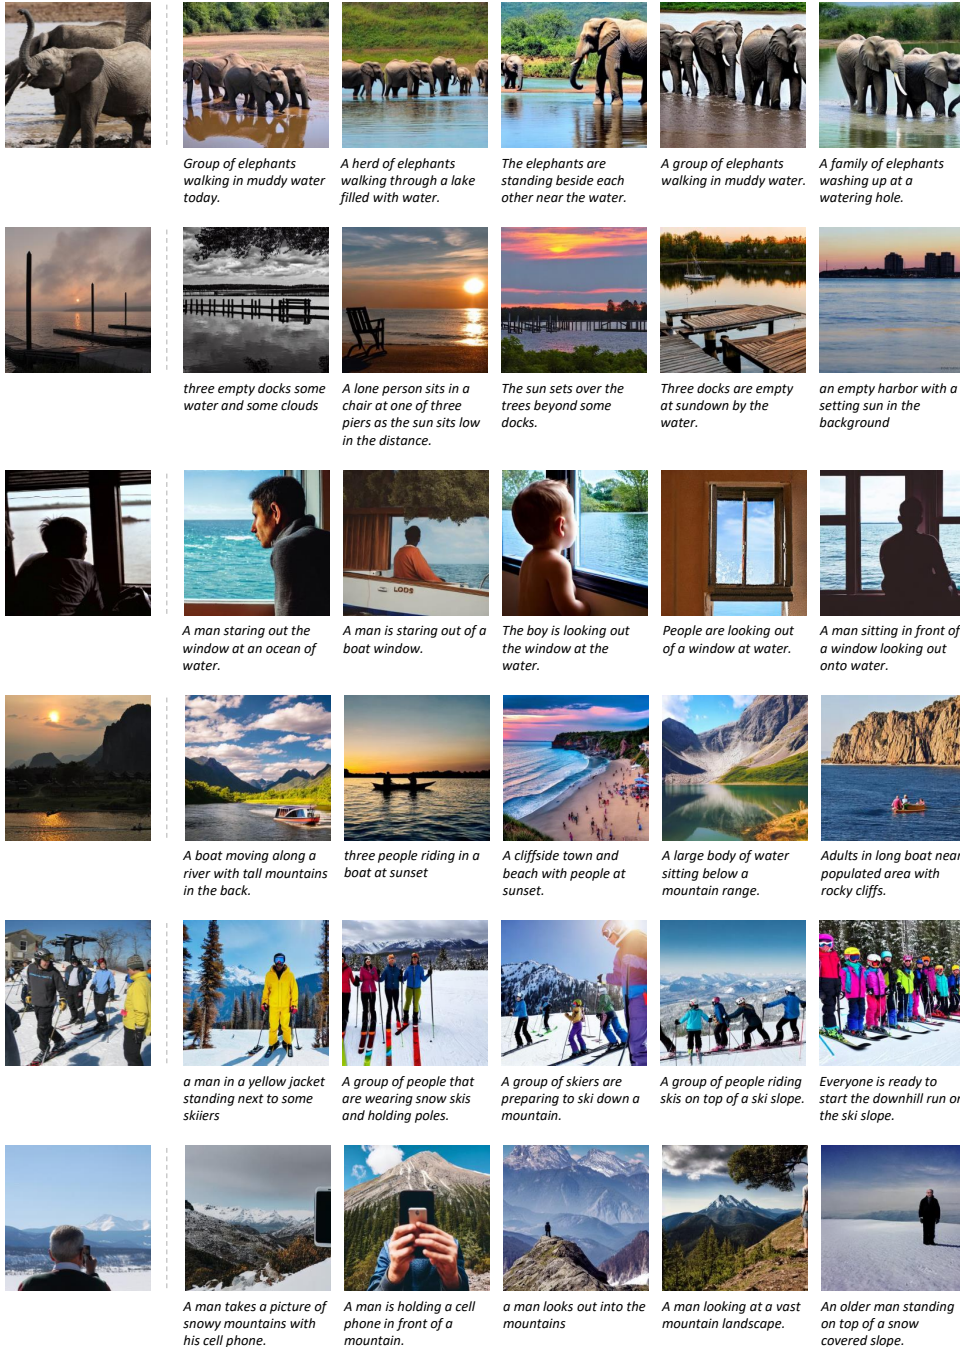 Group of elephants
walking in muddy water
today.
A herd of elephants
walking through a lake
filled with water.
The elephants are
standing beside each
other near the water.
A group of elephants
walking in muddy water.
A family of elephants
washing up at a
watering hole.
three empty docks some
water and some clouds
A lone person sits in a
chair at one of three
piers as the sun sits low
in the distance.
The sun sets over the
trees beyond some
docks.
Three docks are empty
at sundown by the
water.
an empty harbor with a
setting sun in the
background
LODS
A man staring out the
window at an ocean of
water.
A man is staring out of a
boat window.
The boy is looking out
the window at the
water.
People are looking out
of a window at water.
A man sitting in front of
a window looking out
onto water.
A boat moving along a
river with tall mountains
in the back.
three people riding in a
boat at sunset
A cliffside town and
beach with people at
sunset.
A large body of water
sitting below a
mountain range.
Adults in long boat near
populated area with
rocky cliffs.
a man in a yellow jacket
standing next to some
skiiers
A group of people that
are wearing snow skis
and holding poles.
A group of skiers are
preparing to ski down a
mountain.
A group of people riding
skis on top of a ski slope.
Everyone is ready to
start the downhill run or
the ski slope.
A man takes a picture of
snowy mountains with
his cell phone.
A man is holding a cell
phone in front of a
mountain.
a man looks out into the
mountains
A man looking at a vast
mountain landscape.
An older man standing
on top of a snow
covered slope.